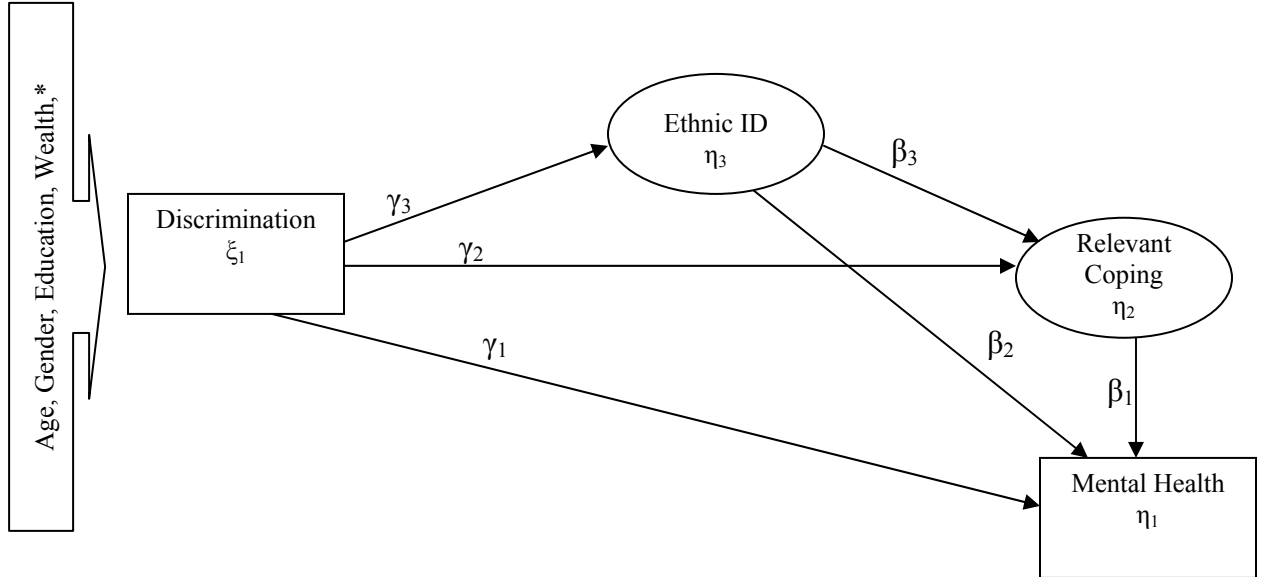 Age, Gender, Education, Wealth,*
Discrimination
ξ₁
γ₃
γ₂
γ₁
Ethnic ID
η₃
β₃
Relevant
Coping
η₂
β₂
β₁
Mental Health
η₁